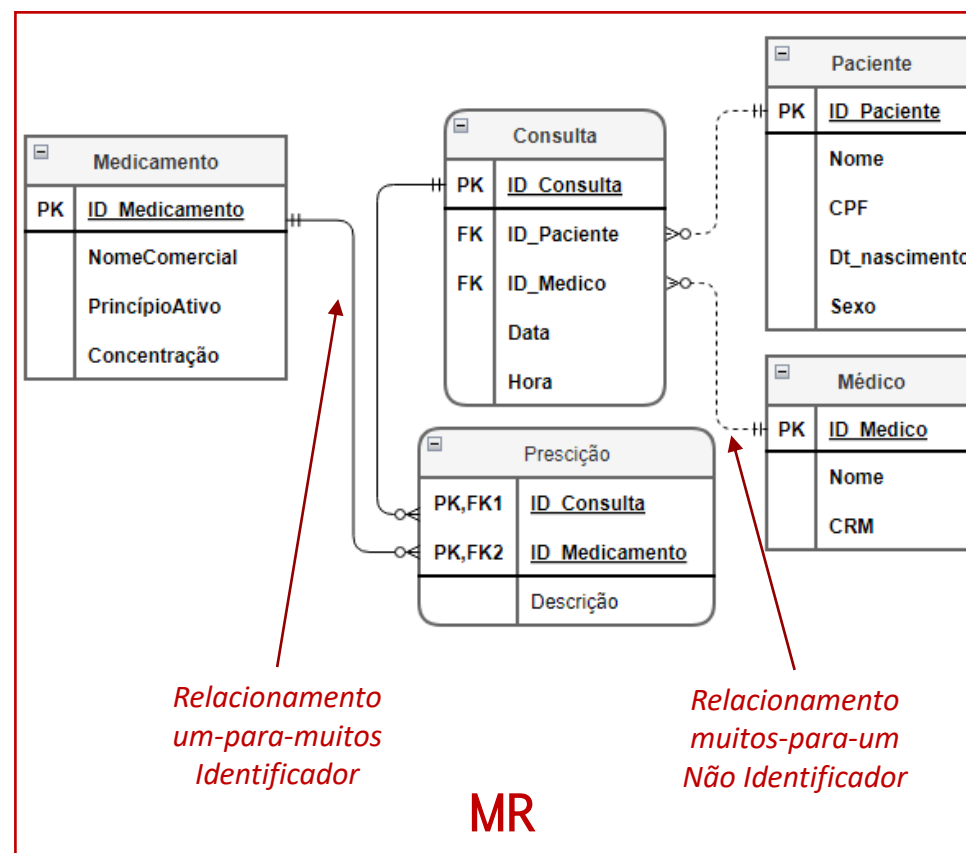 Medicamento
PK ID_Medicamento
NomeComercial
PrincípioAtivo
Concentração
Consulta
PK ID_Consulta
FK ID_Paciente
FK ID_Medico
Data
Hora
Paciente
PK ID_Paciente
Nome
CPF
Dt_nascimento
Sexo
Médico
PK ID_Medico
Nome
CRM
Prescição
PK,FK1 ID_Consulta
PK,FK2 ID_Medicamento
Descrição
Relacionamento
um-para-muitos
Identificador
Relacionamento
muitos-para-um
Não Identificador
MR